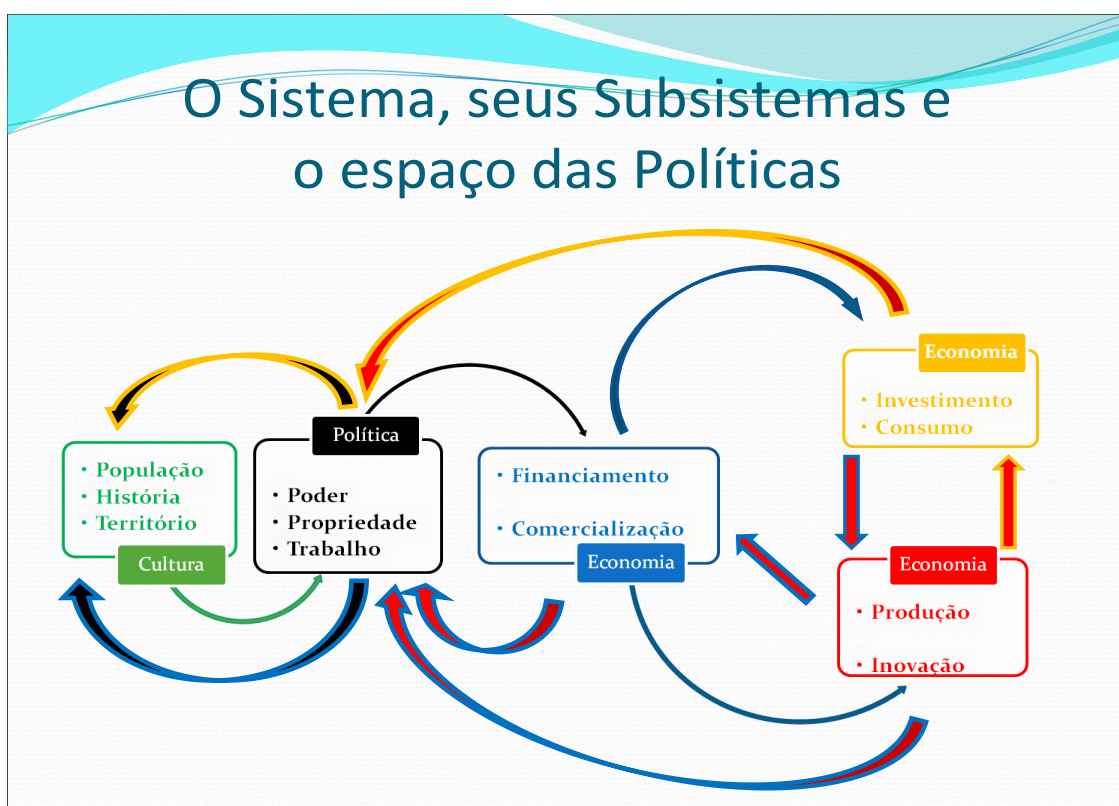 O Sistema, seus Subsistemas e
o espaço das Políticas
• População
• História
• Território
Cultura
Política
• Poder
• Propriedade
• Trabalho
• Financiamento
Comercialização
Economia
Economia
• Investimento
• Consumo
Economia
• Produção
• Inovação